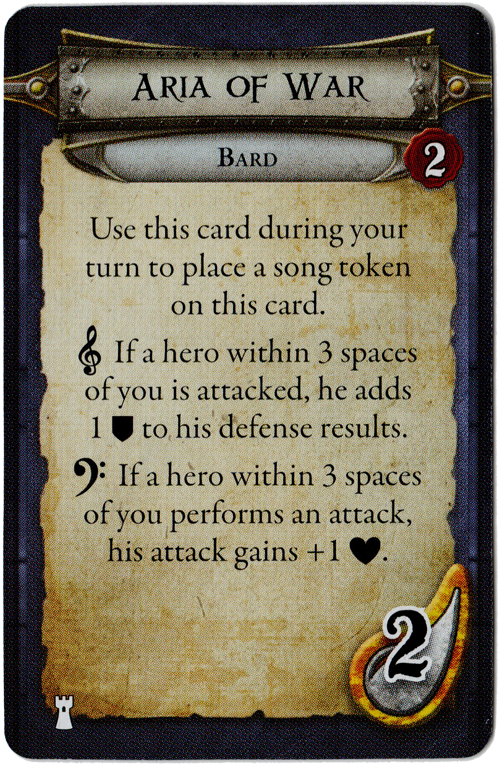 Aria of War
Bard
2
Use this card during your
turn to place a song token
on this card.
If a hero within 3 spaces
of you is attacked, he adds
1 to his defense results.
If a hero within 3 spaces
of you performs an attack,
his attack gains +1 .
2